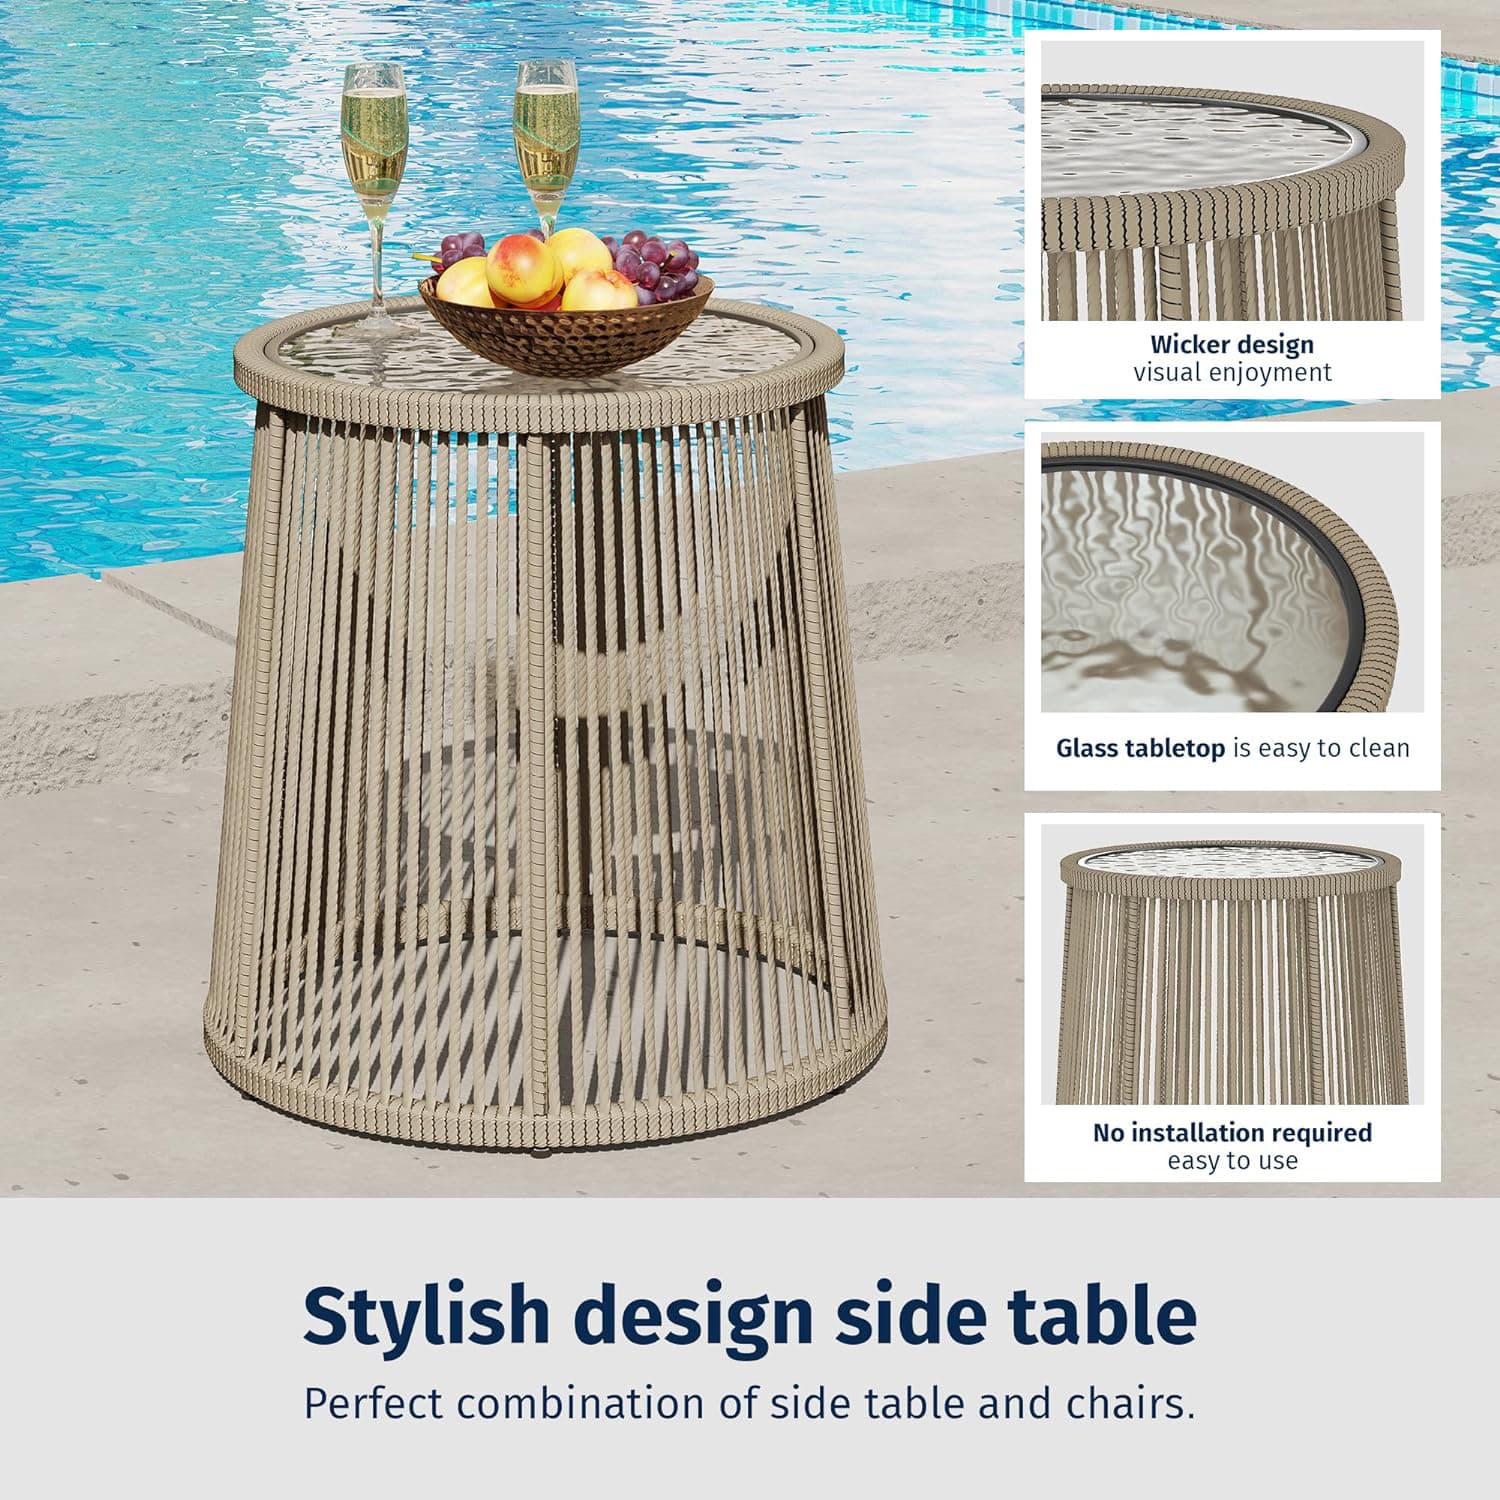 Wicker design
visual enjoyment
Glass tabletop is easy to clean
No installation required
easy to use
Stylish design side table
Perfect combination of side table and chairs.